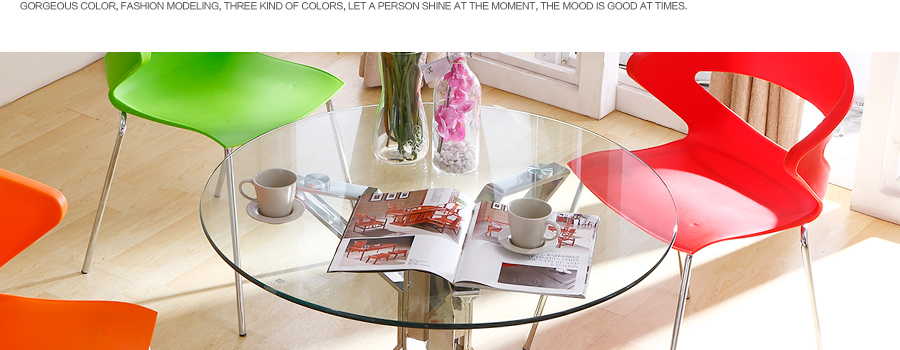 GORGEOUS COLOR, FASHION MODELING, THREE KIND OF COLORS, LET A PERSON SHINE AT THE MOMENT, THE MOOD IS GOOD AT TIMES.